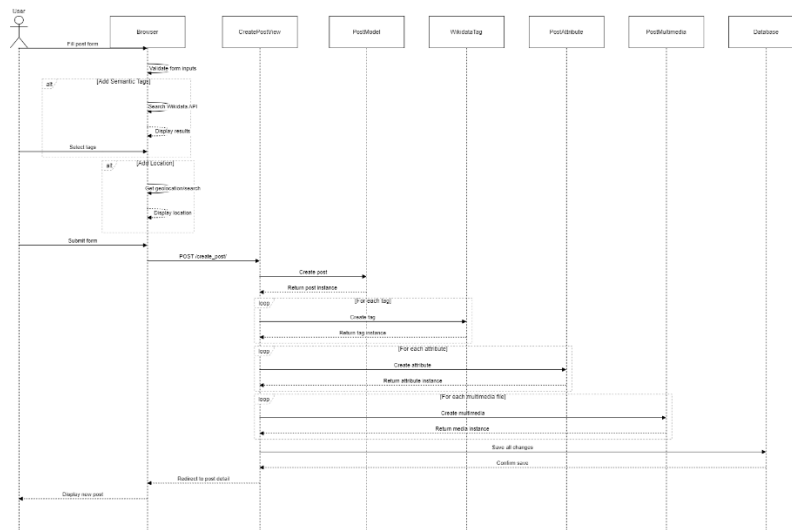 User
Browser
CreatePostView
PostModel
WikidataTag
PostAttribute
PostMultimedia
Database
Fill post form
Validate form inputs
alt
[Add Semantic Tags]
Search Wikidata API
Display results
Select tags
alt
[Add Location]
Get geolocation/search
Display location
Submit form
POST /create_post/
Create post
Return post instance
loop
[For each tag]
Create tag
Return tag instance
loop
[For each attribute]
Create attribute
Return attribute instance
loop
[For each multimedia file]
Create multimedia
Return media instance
Save all changes
Confirm save
Redirect to post detail
Display new post